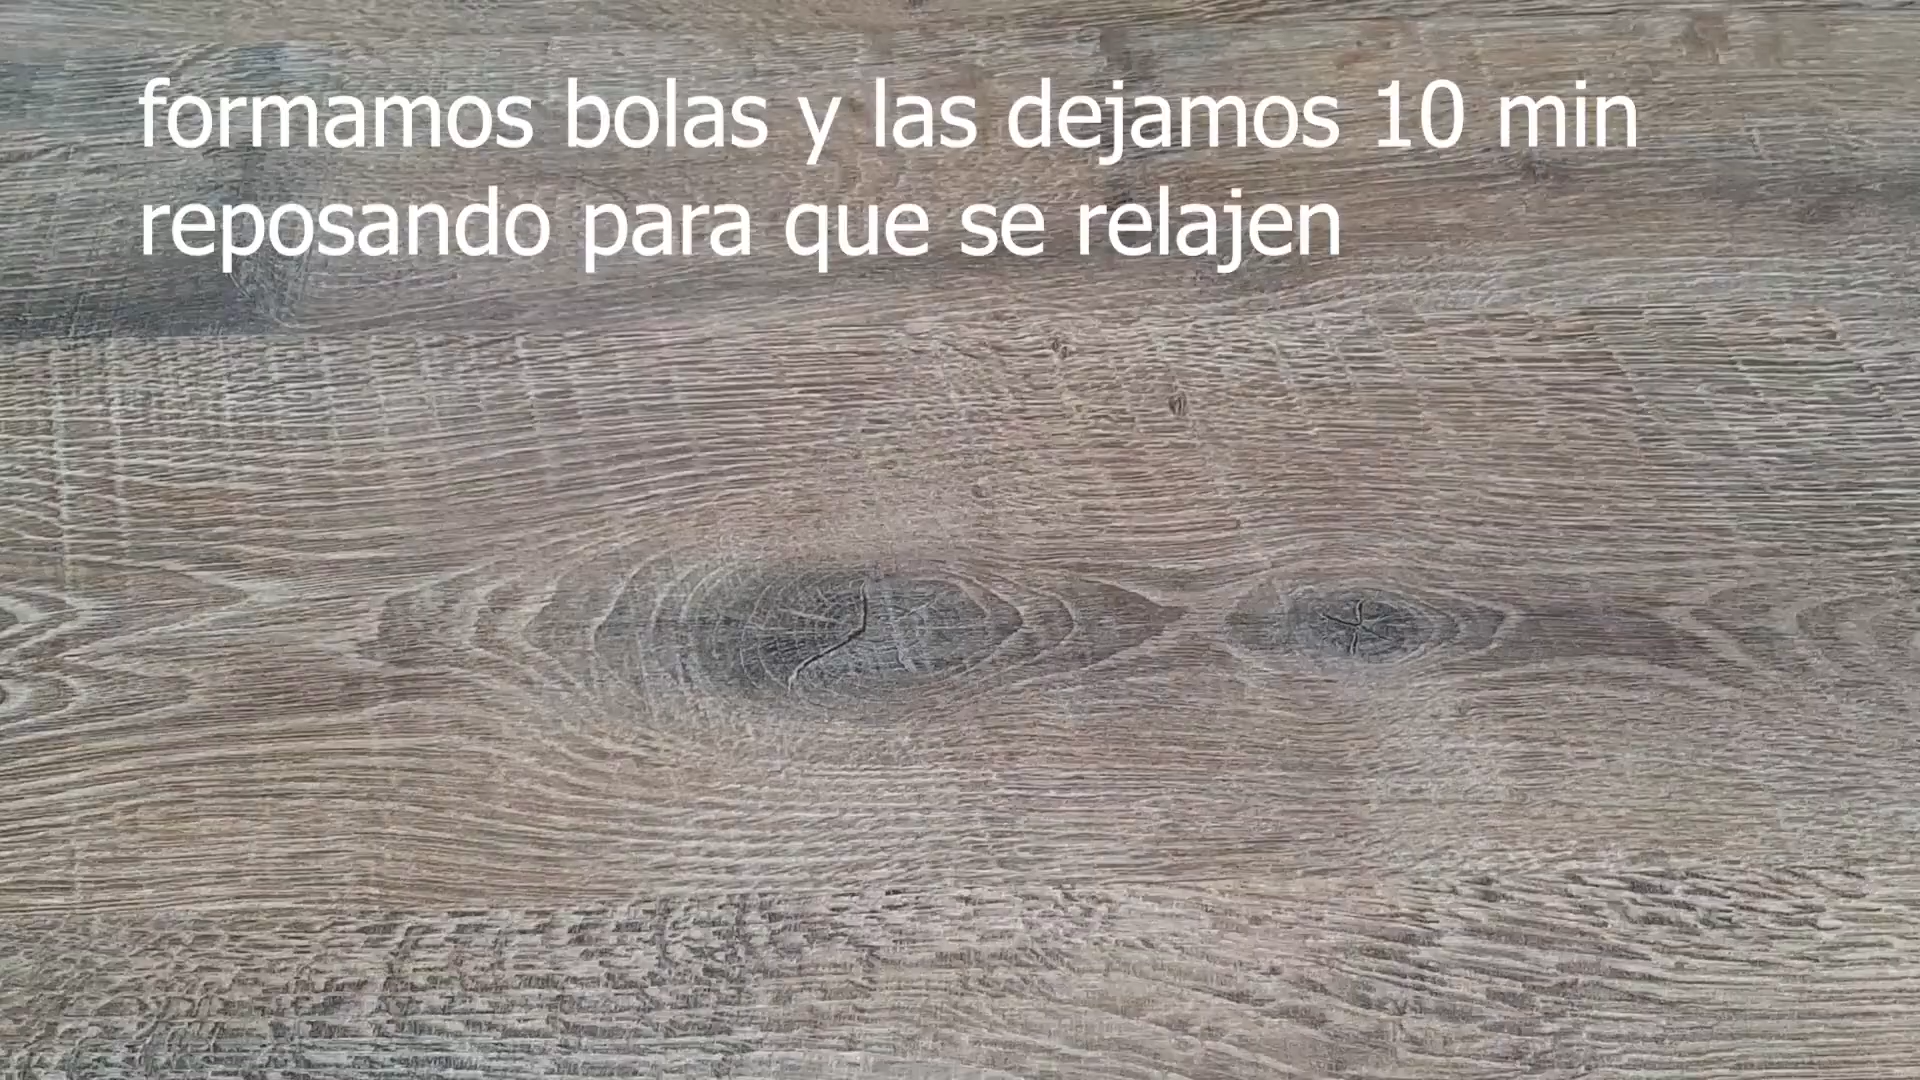 formamos bolas y las dejamos 10 min
reposando para que se relajen